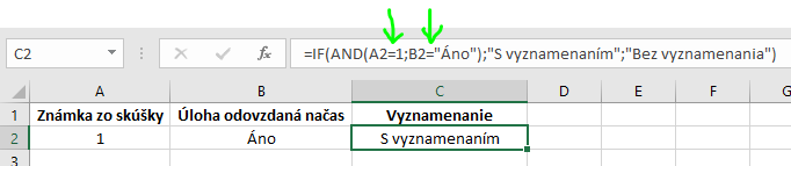 C2 fx =IF(AND(A2=1;B2="Áno");"S vyznamenaním";"Bez vyznamenania")
A B C D E F G
1 Známka zo skúšky Úloha odovzdaná načas Vyznamenanie
2 1 Áno S vyznamenaním
3